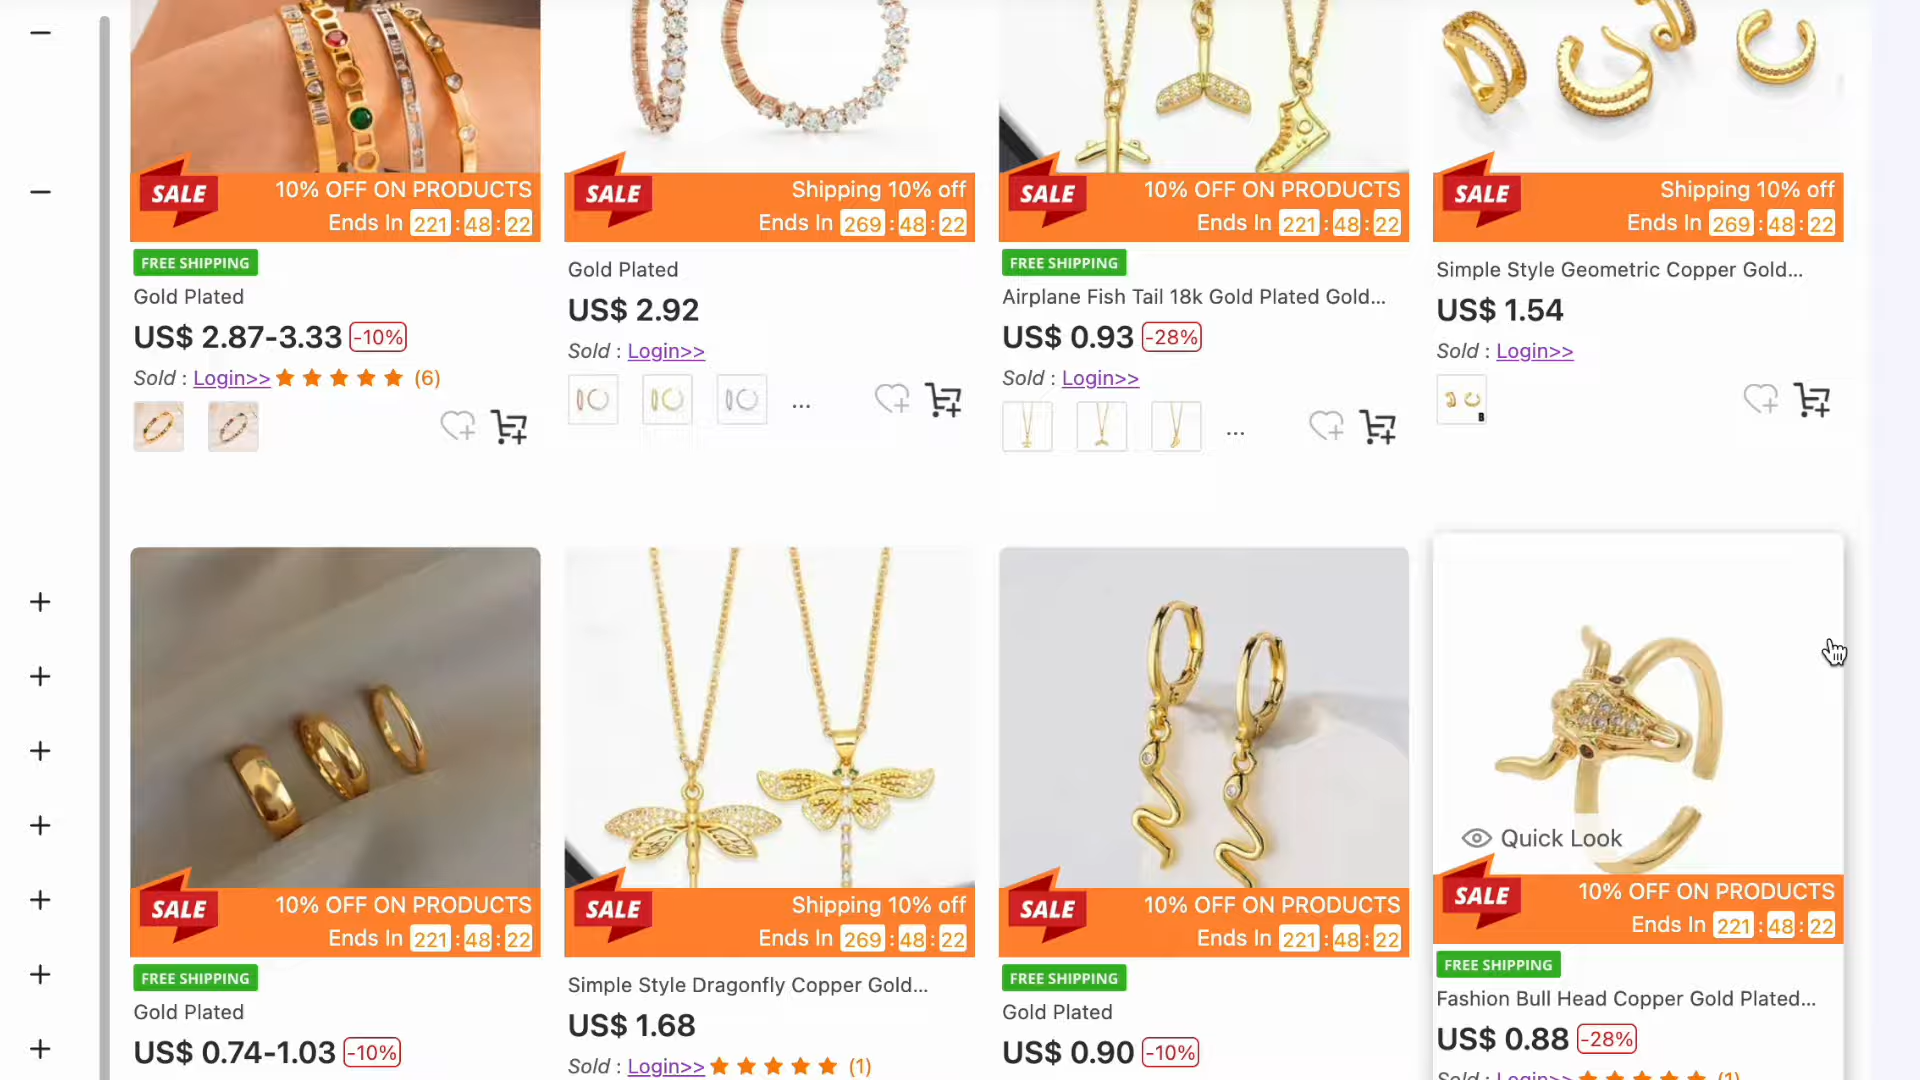 SALE
10% OFF ON PRODUCTS
Ends In 221 : 48 : 22
FREE SHIPPING
Gold Plated
US$ 2.87-3.33 -10%
Sold : Login>> (6)
SALE
Shipping 10% off
Ends In 269 : 48 : 22
Gold Plated
US$ 2.92
Sold : Login>>
...
SALE
10% OFF ON PRODUCTS
Ends In 221 : 48 : 22
FREE SHIPPING
Airplane Fish Tail 18k Gold Plated Gold...
US$ 0.93 -28%
Sold : Login>>
...
SALE
Shipping 10% off
Ends In 269 : 48 : 22
Simple Style Geometric Copper Gold...
US$ 1.54
Sold : Login>>
SALE
10% OFF ON PRODUCTS
Ends In 221 : 48 : 22
FREE SHIPPING
Gold Plated
US$ 0.74-1.03 -10%
SALE
Shipping 10% off
Ends In 269 : 48 : 22
Simple Style Dragonfly Copper Gold...
US$ 1.68
Sold : Login>> (1)
SALE
10% OFF ON PRODUCTS
Ends In 221 : 48 : 22
FREE SHIPPING
Gold Plated
US$ 0.90 -10%
Quick Look
SALE
10% OFF ON PRODUCTS
Ends In 221 : 48 : 22
FREE SHIPPING
Fashion Bull Head Copper Gold Plated...
US$ 0.88 -28%
Sold : Login>> (1)